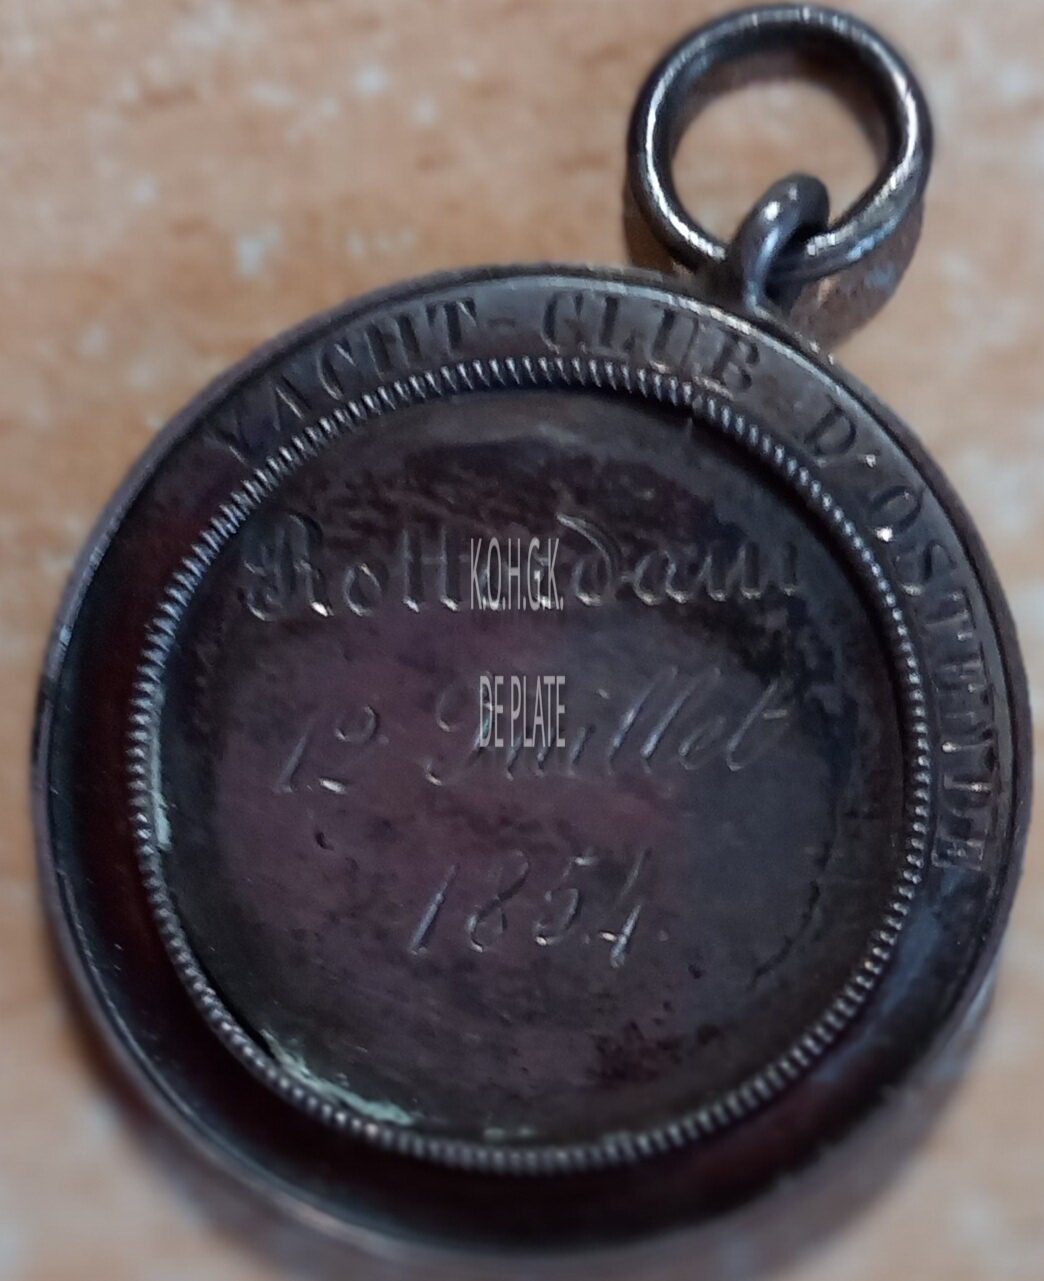 YACHT-CLUB D'OSTENDE
Rotterdam
12 Juillet
1854.
K.O.H.G.K.
DE PLATE